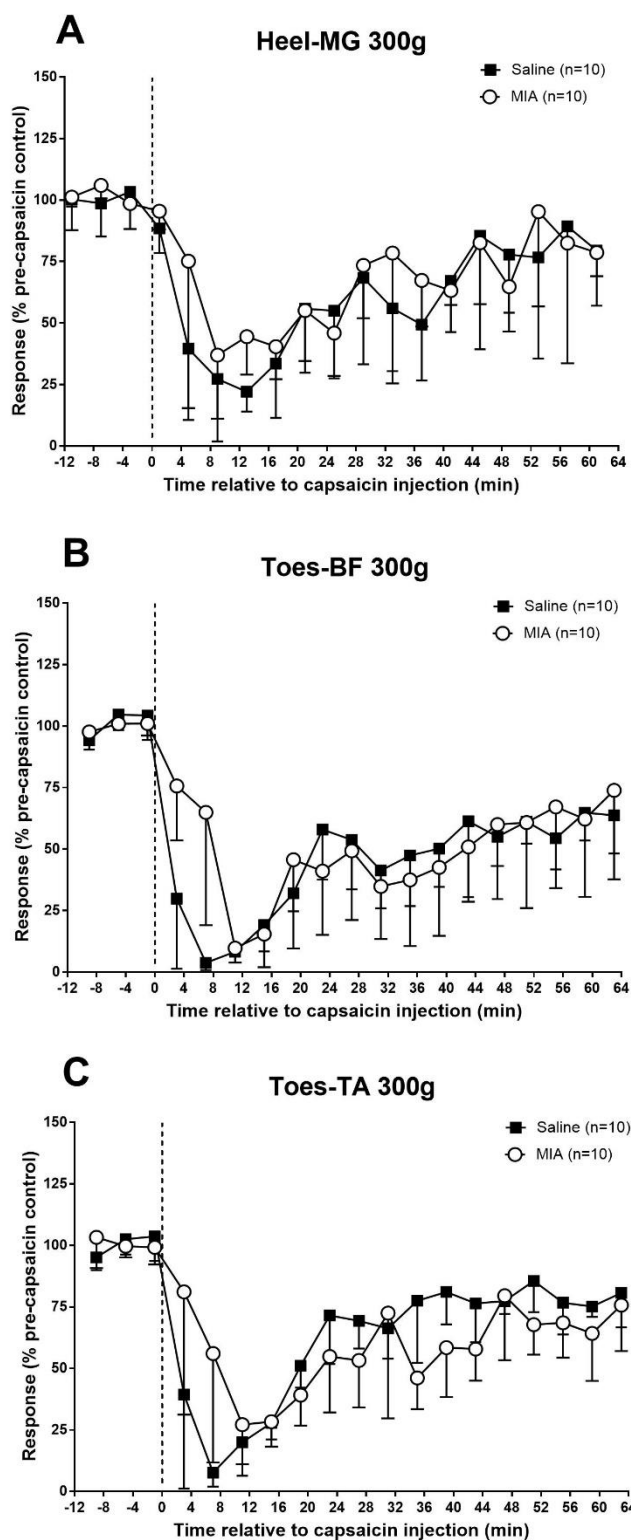 A
Heel-MG 300g
Saline (n=10)
MIA (n=10)
150
125
100
75
50
25
0
Response (% pre-capsaicin control)
-12 -8 -4 0 4 8 12 16 20 24 28 32 36 40 44 48 52 56 60 64
Time relative to capsaicin injection (min)
B
Toes-BF 300g
Saline (n=10)
MIA (n=10)
150
125
100
75
50
25
0
Response (% pre-capsaicin control)
-12 -8 -4 0 4 8 12 16 20 24 28 32 36 40 44 48 52 56 60 64
Time relative to capsaicin injection (min)
C
Toes-TA 300g
Saline (n=10)
MIA (n=10)
150
125
100
75
50
25
0
Response (% pre-capsaicin control)
-12 -8 -4 0 4 8 12 16 20 24 28 32 36 40 44 48 52 56 60 64
Time relative to capsaicin injection (min)